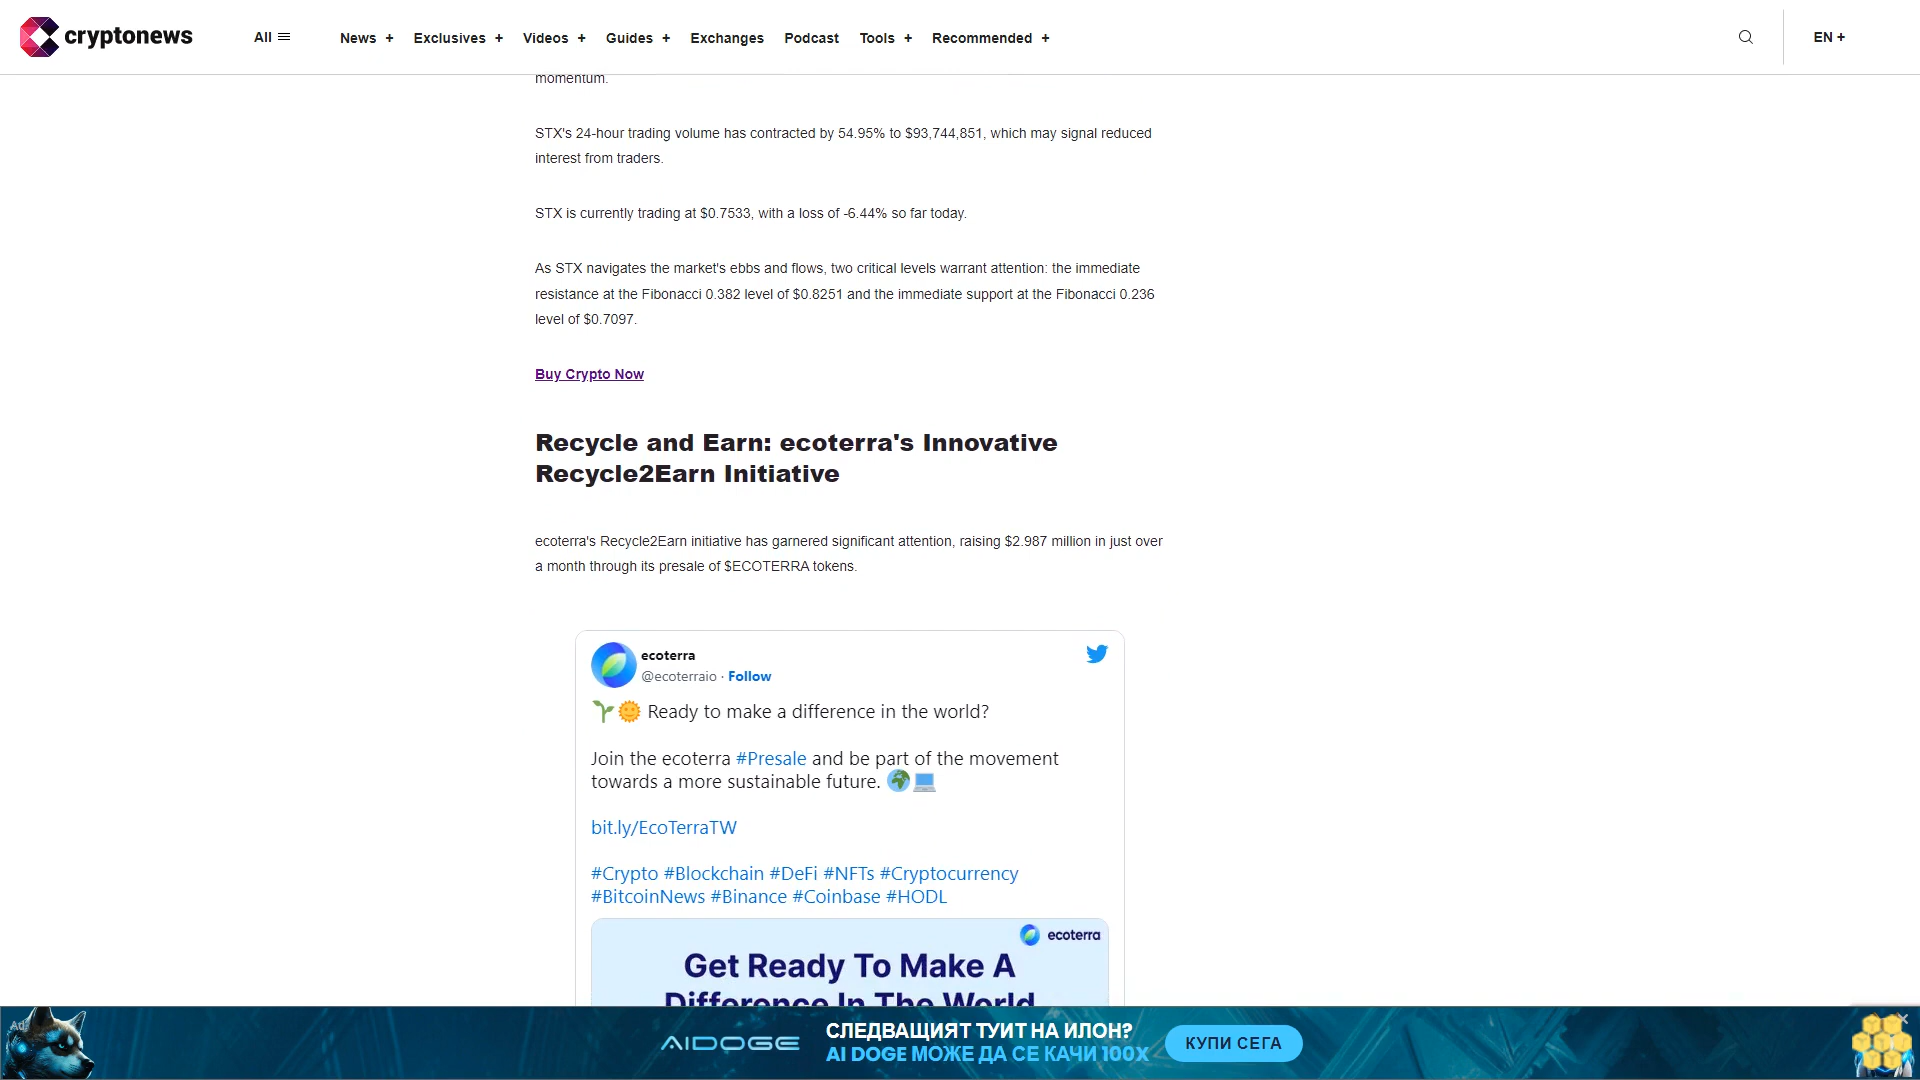 cryptonews
All
News +
Exclusives +
Videos +
Guides +
Exchanges
Podcast
Tools +
Recommended +
EN +
momentum.
STX's 24-hour trading volume has contracted by 54.95% to $93,744,851, which may signal reduced
interest from traders.
STX is currently trading at $0.7533, with a loss of -6.44% so far today.
As STX navigates the market's ebbs and flows, two critical levels warrant attention: the immediate
resistance at the Fibonacci 0.382 level of $0.8251 and the immediate support at the Fibonacci 0.236
level of $0.7097.
Buy Crypto Now
Recycle and Earn: ecoterra's Innovative
Recycle2Earn Initiative
ecoterra's Recycle2Earn initiative has garnered significant attention, raising $2.987 million in just over
a month through its presale of $ECOTERRA tokens.
ecoterra
@ecoterraio · Follow
Ready to make a difference in the world?
Join the ecoterra #Presale and be part of the movement
towards a more sustainable future.
bit.ly/EcoTerraTW
#Crypto #Blockchain #DeFi #NFTs #Cryptocurrency
#BitcoinNews #Binance #Coinbase #HODL
ecoterra
Get Ready To Make A
Difference In The World
Ad
AIDOGE
СЛЕДВАЩИЯТ ТУИТ НА ИЛОН?
AI DOGE МОЖЕ ДА СЕ КАЧИ 100X
КУПИ СЕГА